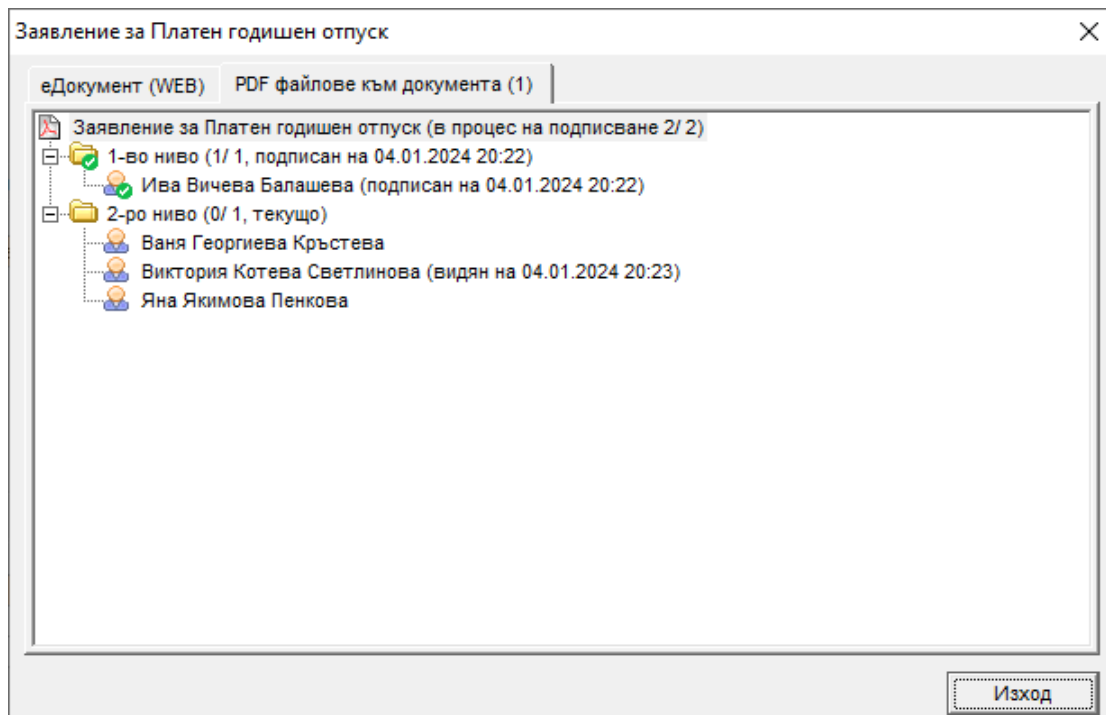 Заявление за Платен годишен отпуск
еДокумент (WEB)
PDF файлове към документа (1)
Заявление за Платен годишен отпуск (в процес на подписване 2/ 2)
1-во ниво (1/ 1, подписан на 04.01.2024 20:22)
Ива Вичева Балашева (подписан на 04.01.2024 20:22)
2-ро ниво (0/ 1, текущо)
Ваня Георгиева Кръстева
Виктория Котева Светлинова (видян на 04.01.2024 20:23)
Яна Якимова Пенкова
Изход